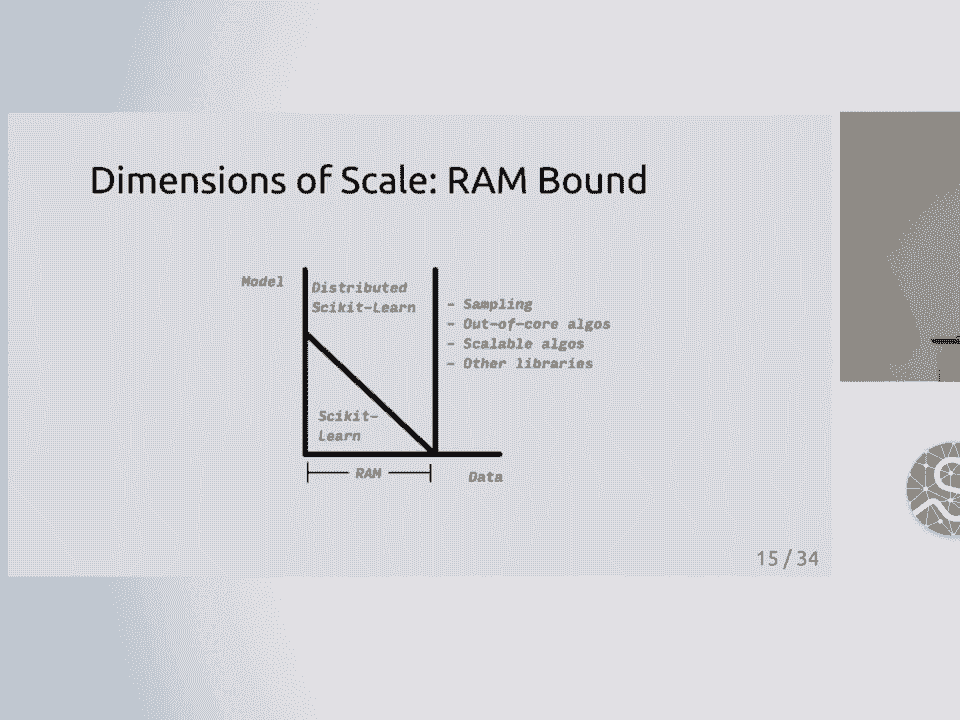 Dimensions of Scale: RAM Bound
Model
Distributed
Scikit-Learn
- Sampling
- Out-of-core algos
- Scalable algos
- Other libraries
Scikit-
Learn
RAM
Data
15 / 34